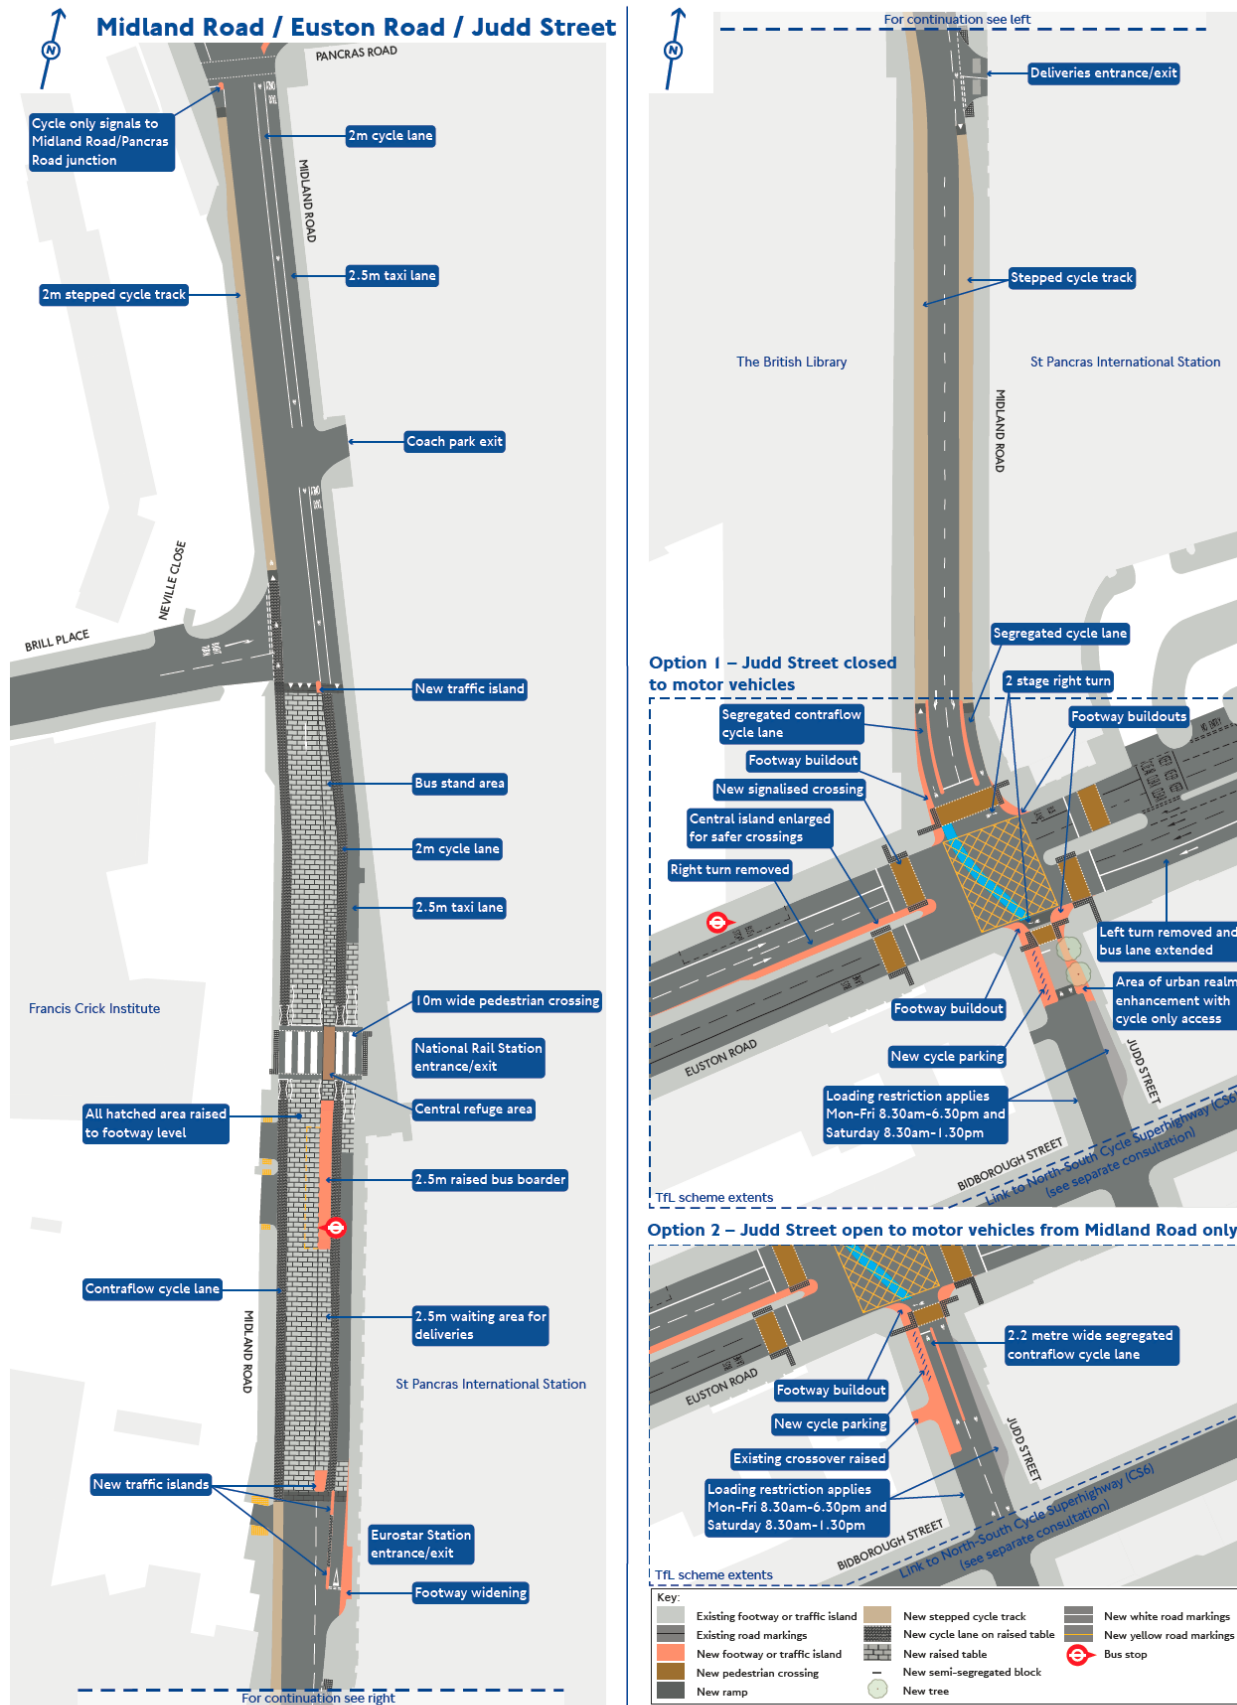 Midland Road / Euston Road / Judd Street
N
PANCRAS ROAD
Cycle only signals to
Midland Road/Pancras
Road junction
2m cycle lane
MIDLAND ROAD
2.5m taxi lane
2m stepped cycle track
Coach park exit
NEVILLE CLOSE
BRILL PLACE
New traffic island
Bus stand area
2m cycle lane
2.5m taxi lane
10m wide pedestrian crossing
Francis Crick Institute
National Rail Station
entrance/exit
Central refuge area
All hatched area raised
to footway level
2.5m raised bus boarder
Contraflow cycle lane
MIDLAND ROAD
2.5m waiting area for
deliveries
St Pancras International Station
New traffic islands
Eurostar Station
entrance/exit
Footway widening
For continuation see right
For continuation see left
N
Deliveries entrance/exit
Stepped cycle track
The British Library
St Pancras International Station
MIDLAND ROAD
Segregated cycle lane
Option 1 – Judd Street closed
to motor vehicles
2 stage right turn
Segregated contraflow
cycle lane
Footway buildouts
NO ENTRY
KEEP CLEAR
Footway buildout
New signalised crossing
Central island enlarged
for safer crossings
Right turn removed
Left turn removed and
bus lane extended
Area of urban realm
enhancement with
cycle only access
Footway buildout
New cycle parking
EUSTON ROAD
JUDD STREET
Loading restriction applies
Mon-Fri 8.30am-6.30pm and
Saturday 8.30am-1.30pm
BIDBOROUGH STREET
Link to North-South Cycle Superhighway (CS6)
(see separate consultation)
TfL scheme extents
Option 2 – Judd Street open to motor vehicles from Midland Road only
2.2 metre wide segregated
contraflow cycle lane
EUSTON ROAD
Footway buildout
New cycle parking
JUDD STREET
Existing crossover raised
Loading restriction applies
Mon-Fri 8.30am-6.30pm and
Saturday 8.30am-1.30pm
BIDBOROUGH STREET
Link to North-South Cycle Superhighway (CS6)
(see separate consultation)
TfL scheme extents
Key:
Existing footway or traffic island
Existing road markings
New footway or traffic island
New pedestrian crossing
New ramp
New stepped cycle track
New cycle lane on raised table
New raised table
New semi-segregated block
New tree
New white road markings
New yellow road markings
Bus stop